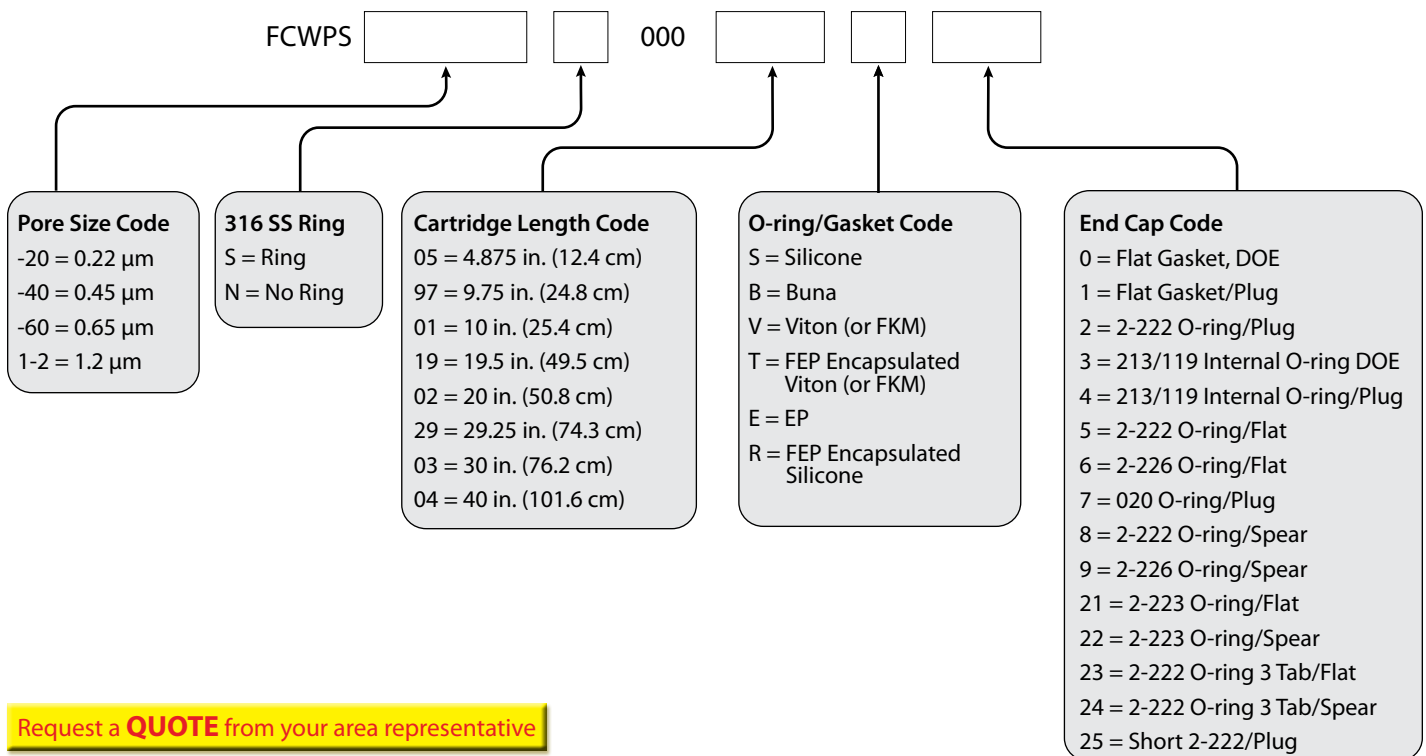 FCWPS 000
Pore Size Code
-20 = 0.22 µm
-40 = 0.45 µm
-60 = 0.65 µm
1-2 = 1.2 µm
316 SS Ring
S = Ring
N = No Ring
Cartridge Length Code
05 = 4.875 in. (12.4 cm)
97 = 9.75 in. (24.8 cm)
01 = 10 in. (25.4 cm)
19 = 19.5 in. (49.5 cm)
02 = 20 in. (50.8 cm)
29 = 29.25 in. (74.3 cm)
03 = 30 in. (76.2 cm)
04 = 40 in. (101.6 cm)
O-ring/Gasket Code
S = Silicone
B = Buna
V = Viton (or FKM)
T = FEP Encapsulated
Viton (or FKM)
E = EP
R = FEP Encapsulated
Silicone
End Cap Code
0 = Flat Gasket, DOE
1 = Flat Gasket/Plug
2 = 2-222 O-ring/Plug
3 = 213/119 Internal O-ring DOE
4 = 213/119 Internal O-ring/Plug
5 = 2-222 O-ring/Flat
6 = 2-226 O-ring/Flat
7 = 020 O-ring/Plug
8 = 2-222 O-ring/Spear
9 = 2-226 O-ring/Spear
21 = 2-223 O-ring/Flat
22 = 2-223 O-ring/Spear
23 = 2-222 O-ring 3 Tab/Flat
24 = 2-222 O-ring 3 Tab/Spear
25 = Short 2-222/Plug
Request a QUOTE from your area representative